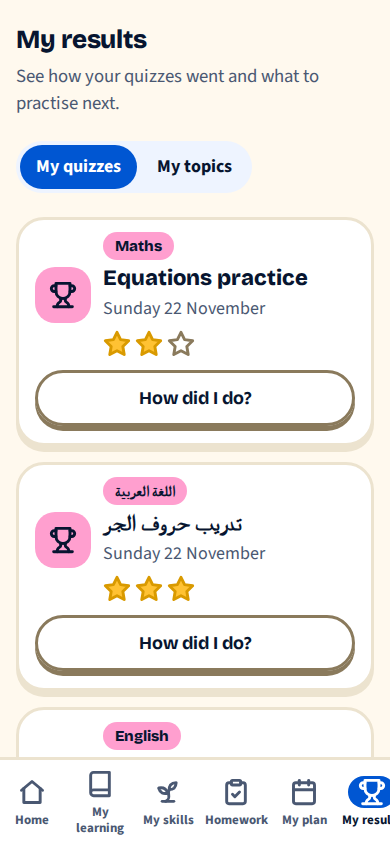 My results
See how your quizzes went and what to
practise next.
My quizzes
My topics
Maths
Equations practice
Sunday 22 November
How did I do?
اللغة العربية
تدريب حروف الجر
Sunday 22 November
How did I do?
English
Home
My
learning
My skills
Homework
My plan
My resul